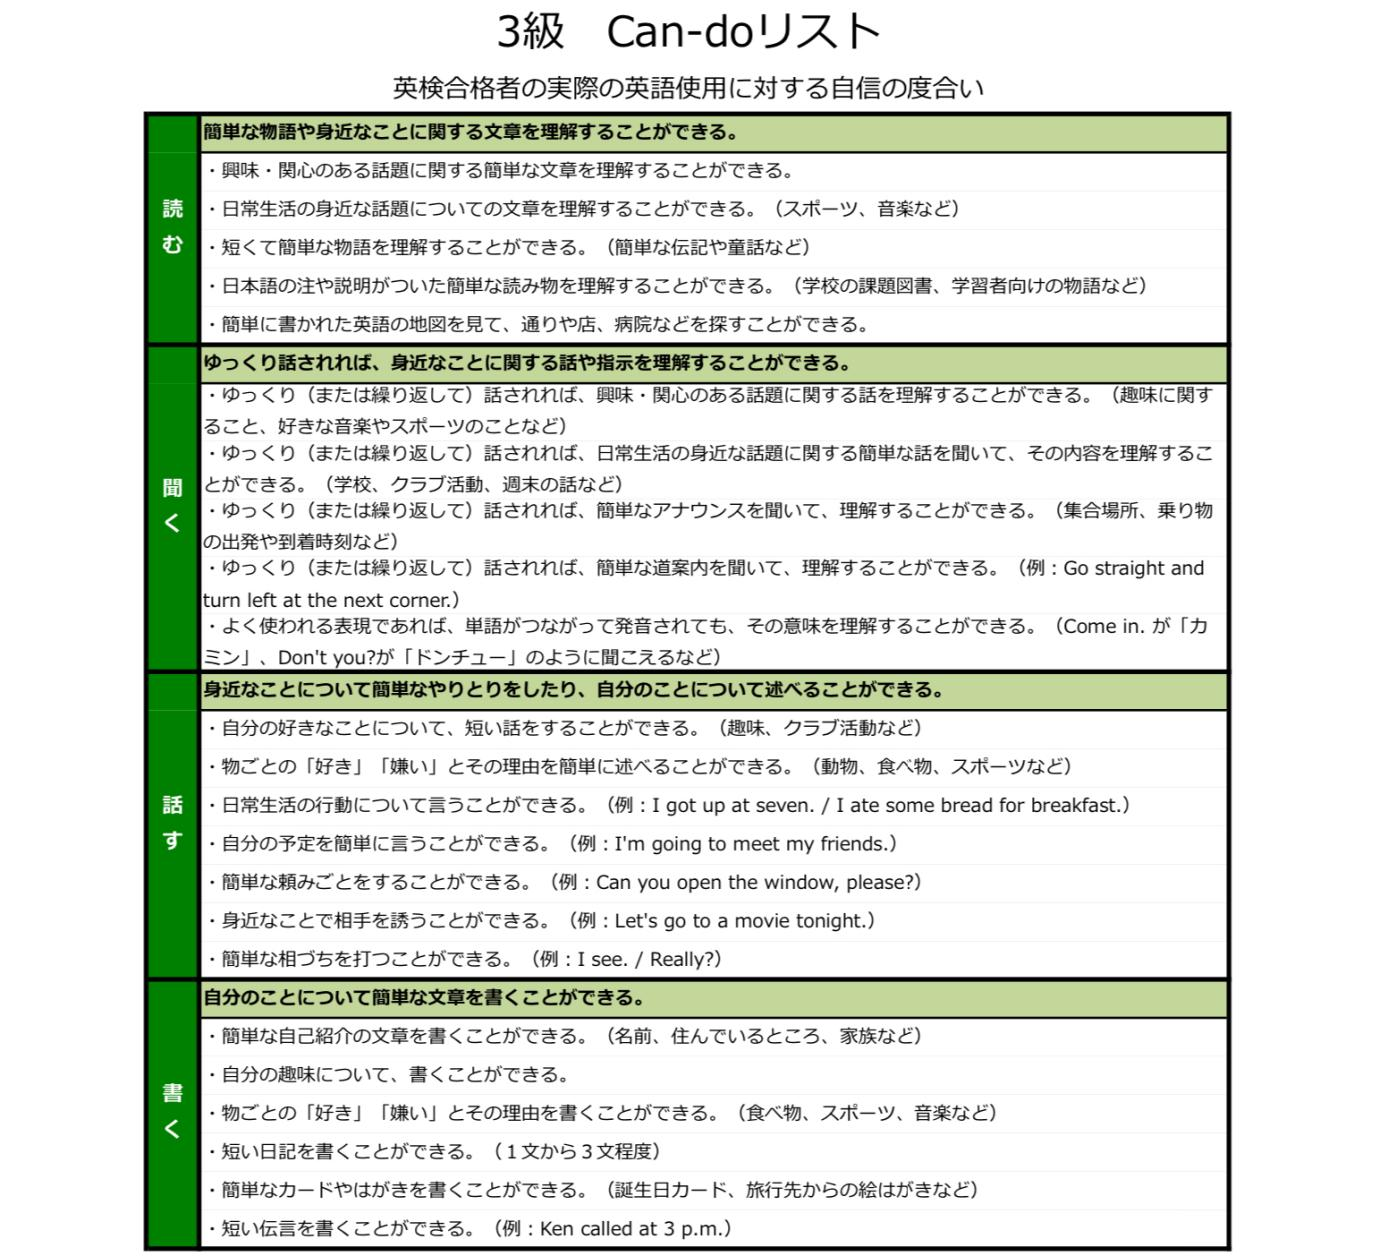 3級　Can-doリスト
英検合格者の実際の英語使用に対する自信の度合い
読む
簡単な物語や身近なことに関する文章を理解することができる。
・興味・関心のある話題に関する簡単な文章を理解することができる。
・日常生活の身近な話題についての文章を理解することができる。（スポーツ、音楽など）
・短くて簡単な物語を理解することができる。（簡単な伝記や童話など）
・日本語の注や説明がついた簡単な読み物を理解することができる。（学校の課題図書、学習者向けの物語など）
・簡単に書かれた英語の地図を見て、通りや店、病院などを探すことができる。
聞く
ゆっくり話されれば、身近なことに関する話や指示を理解することができる。
・ゆっくり（または繰り返して）話されれば、興味・関心のある話題に関する話を理解することができる。（趣味に関す
ること、好きな音楽やスポーツのことなど）
・ゆっくり（または繰り返して）話されれば、日常生活の身近な話題に関する簡単な話を聞いて、その内容を理解するこ
とができる。（学校、クラブ活動、週末の話など）
・ゆっくり（または繰り返して）話されれば、簡単なアナウンスを聞いて、理解することができる。（集合場所、乗り物
の出発や到着時刻など）
・ゆっくり（または繰り返して）話されれば、簡単な道案内を聞いて、理解することができる。（例：Go straight and
turn left at the next corner.）
・よく使われる表現であれば、単語がつながって発音されても、その意味を理解することができる。（Come in. が「カ
ミン」、Don't you?が「ドンチュー」のように聞こえるなど）
話す
身近なことについて簡単なやりとりをしたり、自分のことについて述べることができる。
・自分の好きなことについて、短い話をすることができる。（趣味、クラブ活動など）
・物ごとの「好き」「嫌い」とその理由を簡単に述べることができる。（動物、食べ物、スポーツなど）
・日常生活の行動について言うことができる。（例：I got up at seven. / I ate some bread for breakfast.）
・自分の予定を簡単に言うことができる。（例：I'm going to meet my friends.）
・簡単な頼みごとをすることができる。（例：Can you open the window, please?）
・身近なことで相手を誘うことができる。（例：Let's go to a movie tonight.）
・簡単な相づちを打つことができる。（例：I see. / Really?）
書く
自分のことについて簡単な文章を書くことができる。
・簡単な自己紹介の文章を書くことができる。（名前、住んでいるところ、家族など）
・自分の趣味について、書くことができる。
・物ごとの「好き」「嫌い」とその理由を書くことができる。（食べ物、スポーツ、音楽など）
・短い日記を書くことができる。（１文から３文程度）
・簡単なカードやはがきを書くことができる。（誕生日カード、旅行先からの絵はがきなど）
・短い伝言を書くことができる。（例：Ken called at 3 p.m.）